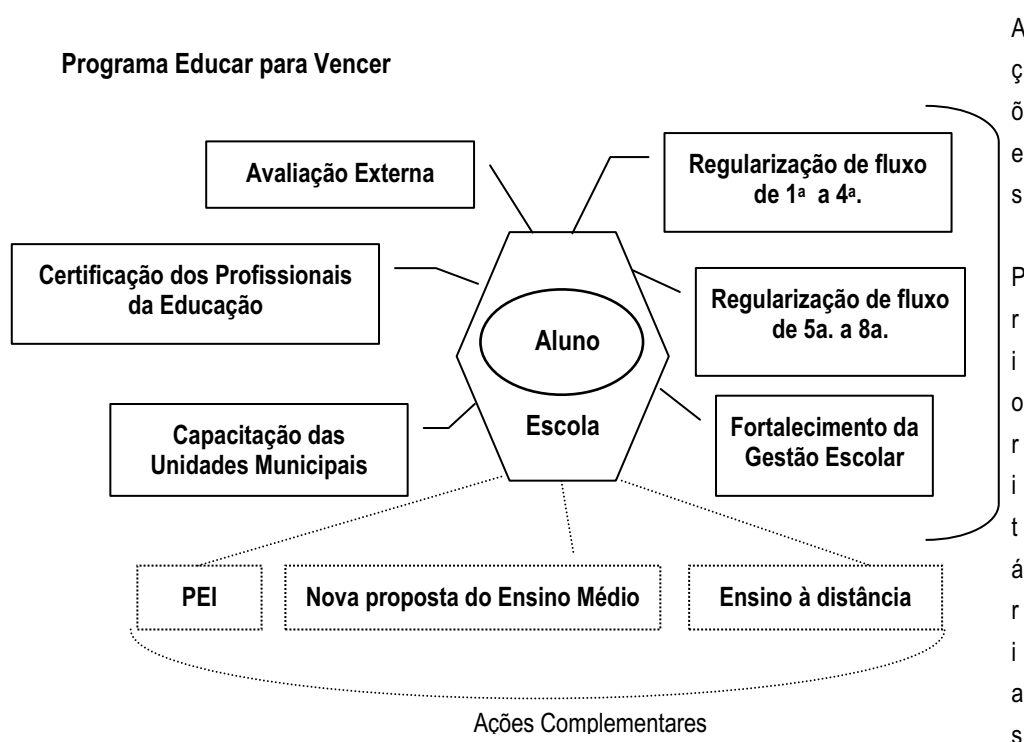 Programa Educar para Vencer
Avaliação Externa
Regularização de fluxo
de 1ª a 4ª.
Certificação dos Profissionais
da Educação
Regularização de fluxo
de 5a. a 8a.
Aluno
Escola
Capacitação das
Unidades Municipais
Fortalecimento da
Gestão Escolar
PEI
Nova proposta do Ensino Médio
Ensino à distância
Ações Complementares
A
ç
õ
e
s
P
r
i
o
r
i
t
á
r
i
a
s